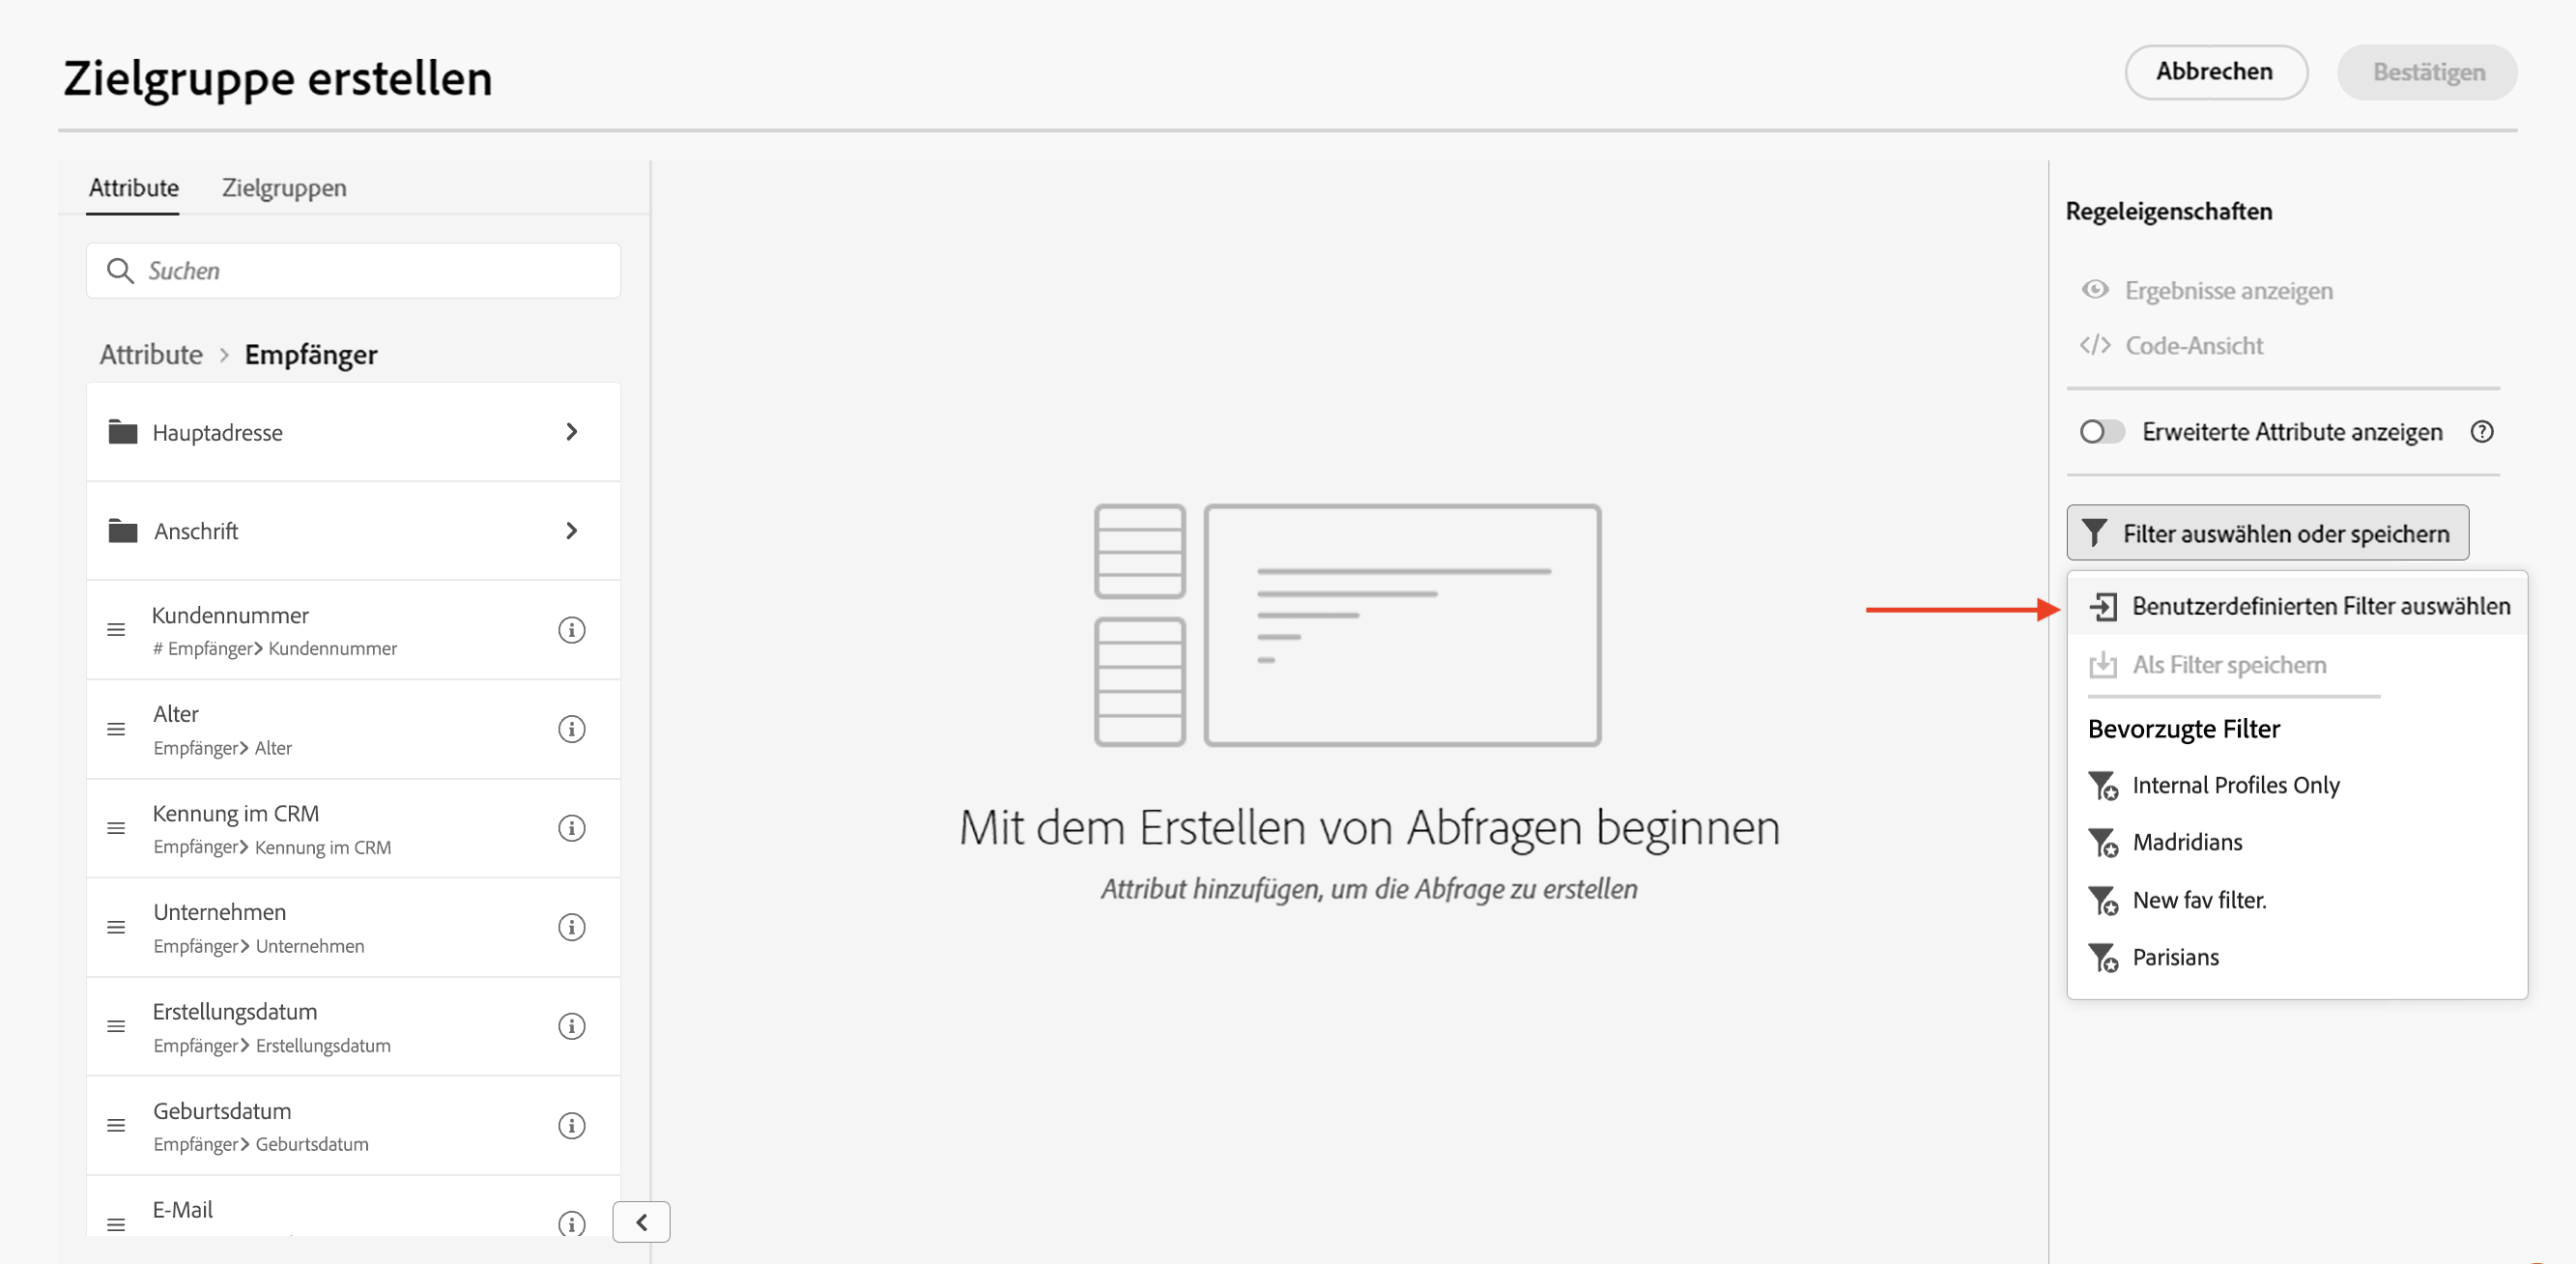 Zielgruppe erstellen
Abbrechen
Bestätigen
Attribute
Zielgruppen
Suchen
Attribute > Empfänger
Hauptadresse
Anschrift
Kundennummer
# Empfänger> Kundennummer
Alter
Empfänger> Alter
Kennung im CRM
Empfänger> Kennung im CRM
Unternehmen
Empfänger> Unternehmen
Erstellungsdatum
Empfänger> Erstellungsdatum
Geburtsdatum
Empfänger> Geburtsdatum
E-Mail
Mit dem Erstellen von Abfragen beginnen
Attribut hinzufügen, um die Abfrage zu erstellen
Regeleigenschaften
Ergebnisse anzeigen
</> Code-Ansicht
Erweiterte Attribute anzeigen
Filter auswählen oder speichern
Benutzerdefinierten Filter auswählen
Als Filter speichern
Bevorzugte Filter
Internal Profiles Only
Madridians
New fav filter.
Parisians